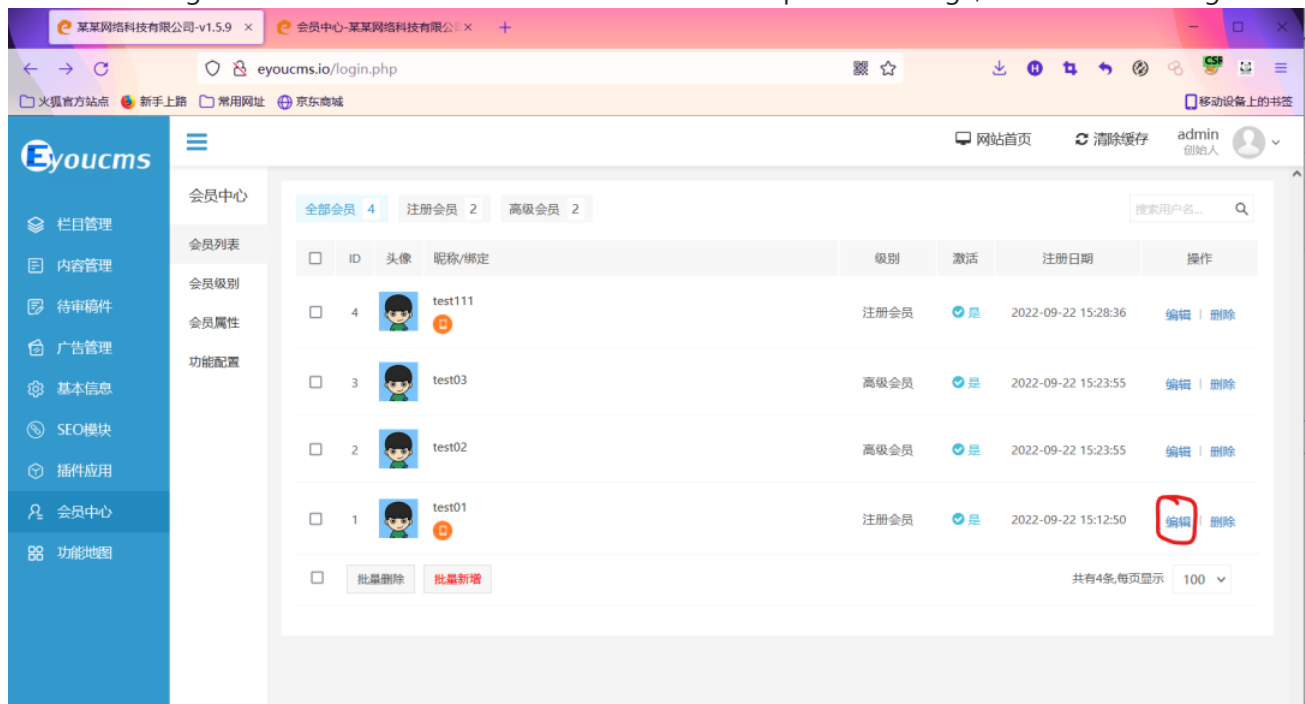 某某网络科技有限公司-v1.5.9 × 会员中心-某某网络科技有限公 × +
eyoucms.io/login.php
火狐官方站点 新手上路 常用网址 京东商城 移动设备上的书签
Eyoucms
网站首页 清除缓存 admin
创始人
栏目管理
内容管理
待审稿件
广告管理
基本信息
SEO模块
插件应用
会员中心
功能地图
会员中心
会员列表
会员级别
会员属性
功能配置
全部会员 4 注册会员 2 高级会员 2 搜索用户名...
ID 头像 昵称/绑定 级别 激活 注册日期 操作
4 test111 注册会员 是 2022-09-22 15:28:36 编辑 | 删除
3 test03 高级会员 是 2022-09-22 15:23:55 编辑 | 删除
2 test02 高级会员 是 2022-09-22 15:23:55 编辑 | 删除
1 test01 注册会员 是 2022-09-22 15:12:50 编辑 | 删除
批量删除 批量新增 共有4条,每页显示 100